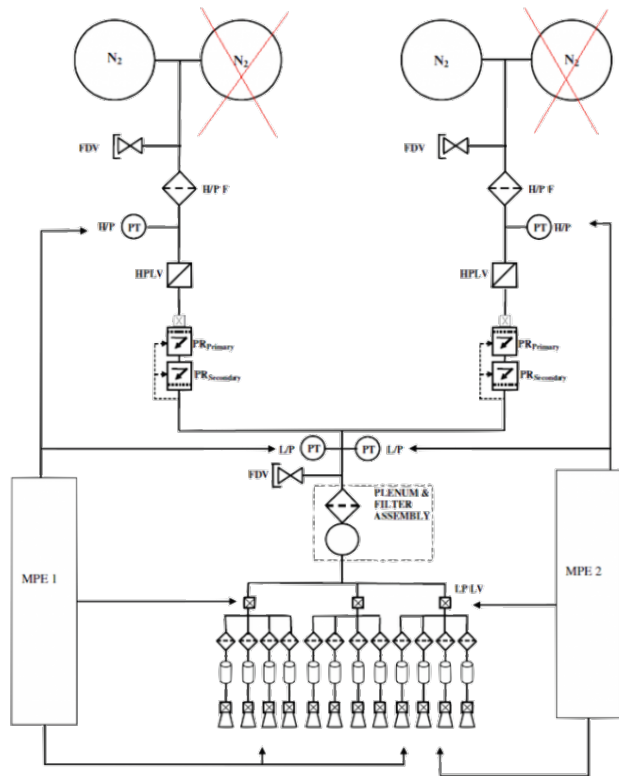 N2 N2 N2 N2
FDV FDV
H/P F H/P F
H/P PT PT H/P
HPLV HPLV
PRPrimary PRPrimary
PRSecondary PRSecondary
L/P PT PT L/P
FDV
PLENUM &
FILTER
ASSEMBLY
MPE 1 MPE 2
LP LV